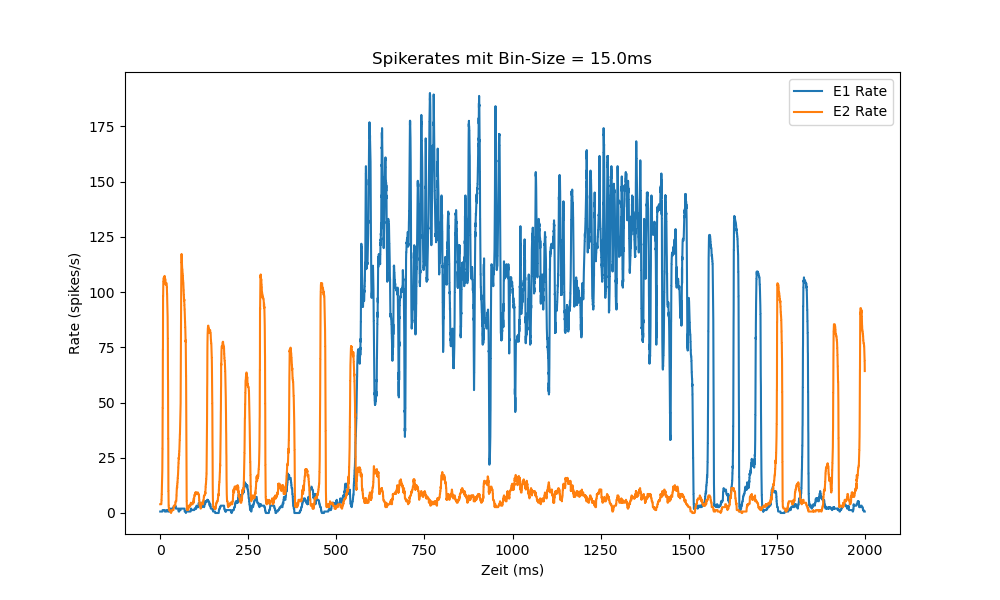 Spikerates mit Bin-Size = 15.0ms
E1 Rate
E2 Rate
Rate (spikes/s)
175
150
125
100
75
50
25
0
0 250 500 750 1000 1250 1500 1750 2000
Zeit (ms)